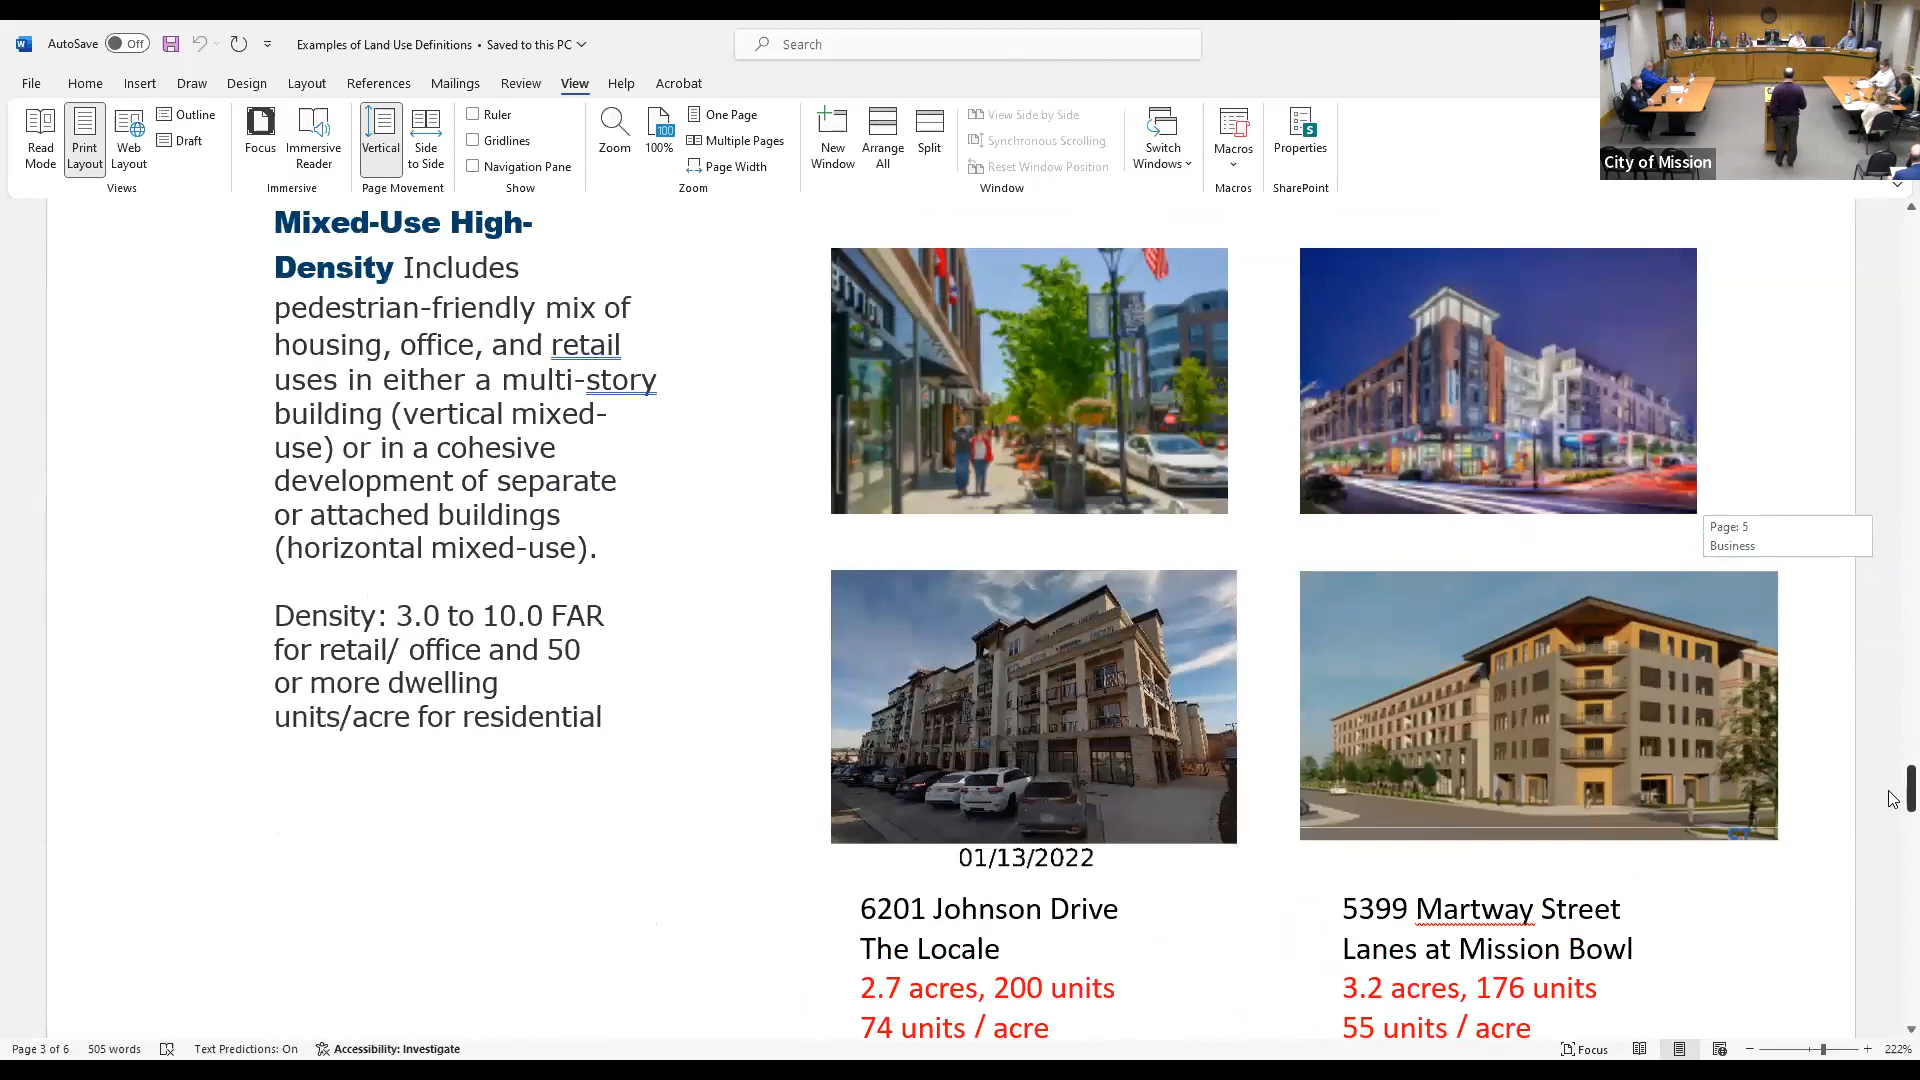 AutoSave Off
Examples of Land Use Definitions • Saved to this PC
Search
File Home Insert Draw Design Layout References Mailings Review View Help Acrobat
Read Mode
Print Layout
Web Layout
Outline
Draft
Views
Focus
Immersive Reader
Immersive
Vertical
Side to Side
Page Movement
Ruler
Gridlines
Navigation Pane
Show
Zoom
100
100%
One Page
Multiple Pages
Page Width
Zoom
New Window
Arrange All
Split
View Side by Side
Synchronous Scrolling
Reset Window Position
Window
Switch Windows
Macros
Macros
Properties
SharePoint
City of Mission
Mixed-Use High-
Density Includes
pedestrian-friendly mix of
housing, office, and retail
uses in either a multi-story
building (vertical mixed-
use) or in a cohesive
development of separate
or attached buildings
(horizontal mixed-use).
Density: 3.0 to 10.0 FAR
for retail/ office and 50
or more dwelling
units/acre for residential
Page: 5
Business
01/13/2022
6201 Johnson Drive
The Locale
2.7 acres, 200 units
74 units / acre
5399 Martway Street
Lanes at Mission Bowl
3.2 acres, 176 units
55 units / acre
Page 3 of 6 505 words Text Predictions: On Accessibility: Investigate Focus 222%